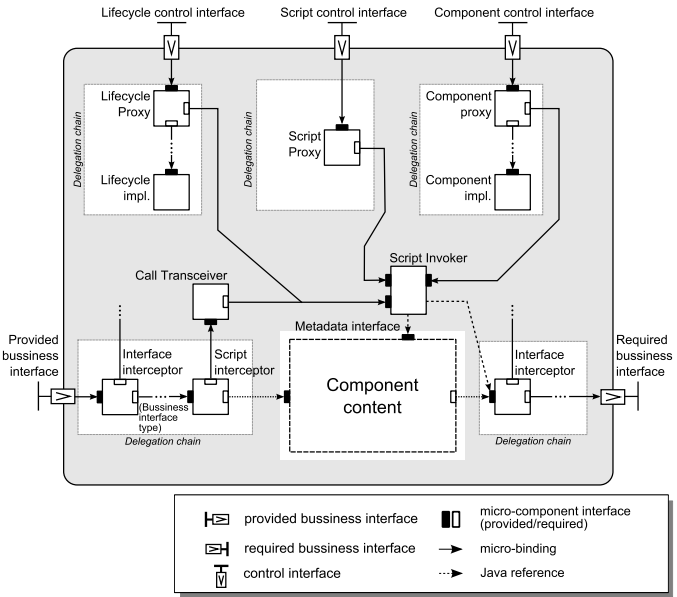 Lifecycle control interface
Script control interface
Component control interface
Delegation chain
Lifecycle
Proxy
Lifecycle
impl.
Delegation chain
Script
Proxy
Delegation chain
Component
proxy
Component
impl.
Script Invoker
Call Transceiver
Metadata interface
Provided
bussiness
interface
Interface
interceptor
Script
interceptor
(Bussiness
interface
type)
Delegation chain
Component
content
Interface
interceptor
Delegation chain
Required
bussiness
interface
provided bussiness interface
required bussiness interface
control interface
micro-component interface
(provided/required)
micro-binding
Java reference